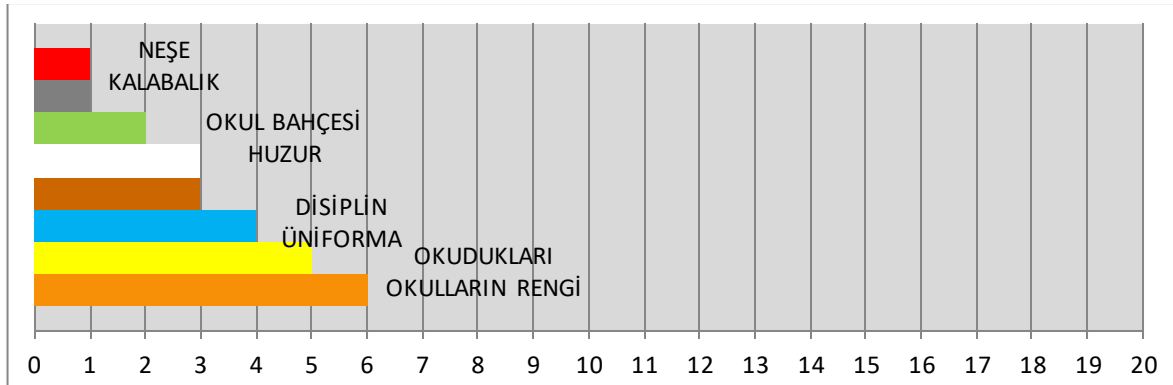 NEŞE
KALABALIK
OKUL BAHÇESİ
HUZUR
DİSİPLİN
ÜNİFORMA
OKUDUKLARI
OKULLARIN RENGİ
0 1 2 3 4 5 6 7 8 9 10 11 12 13 14 15 16 17 18 19 20